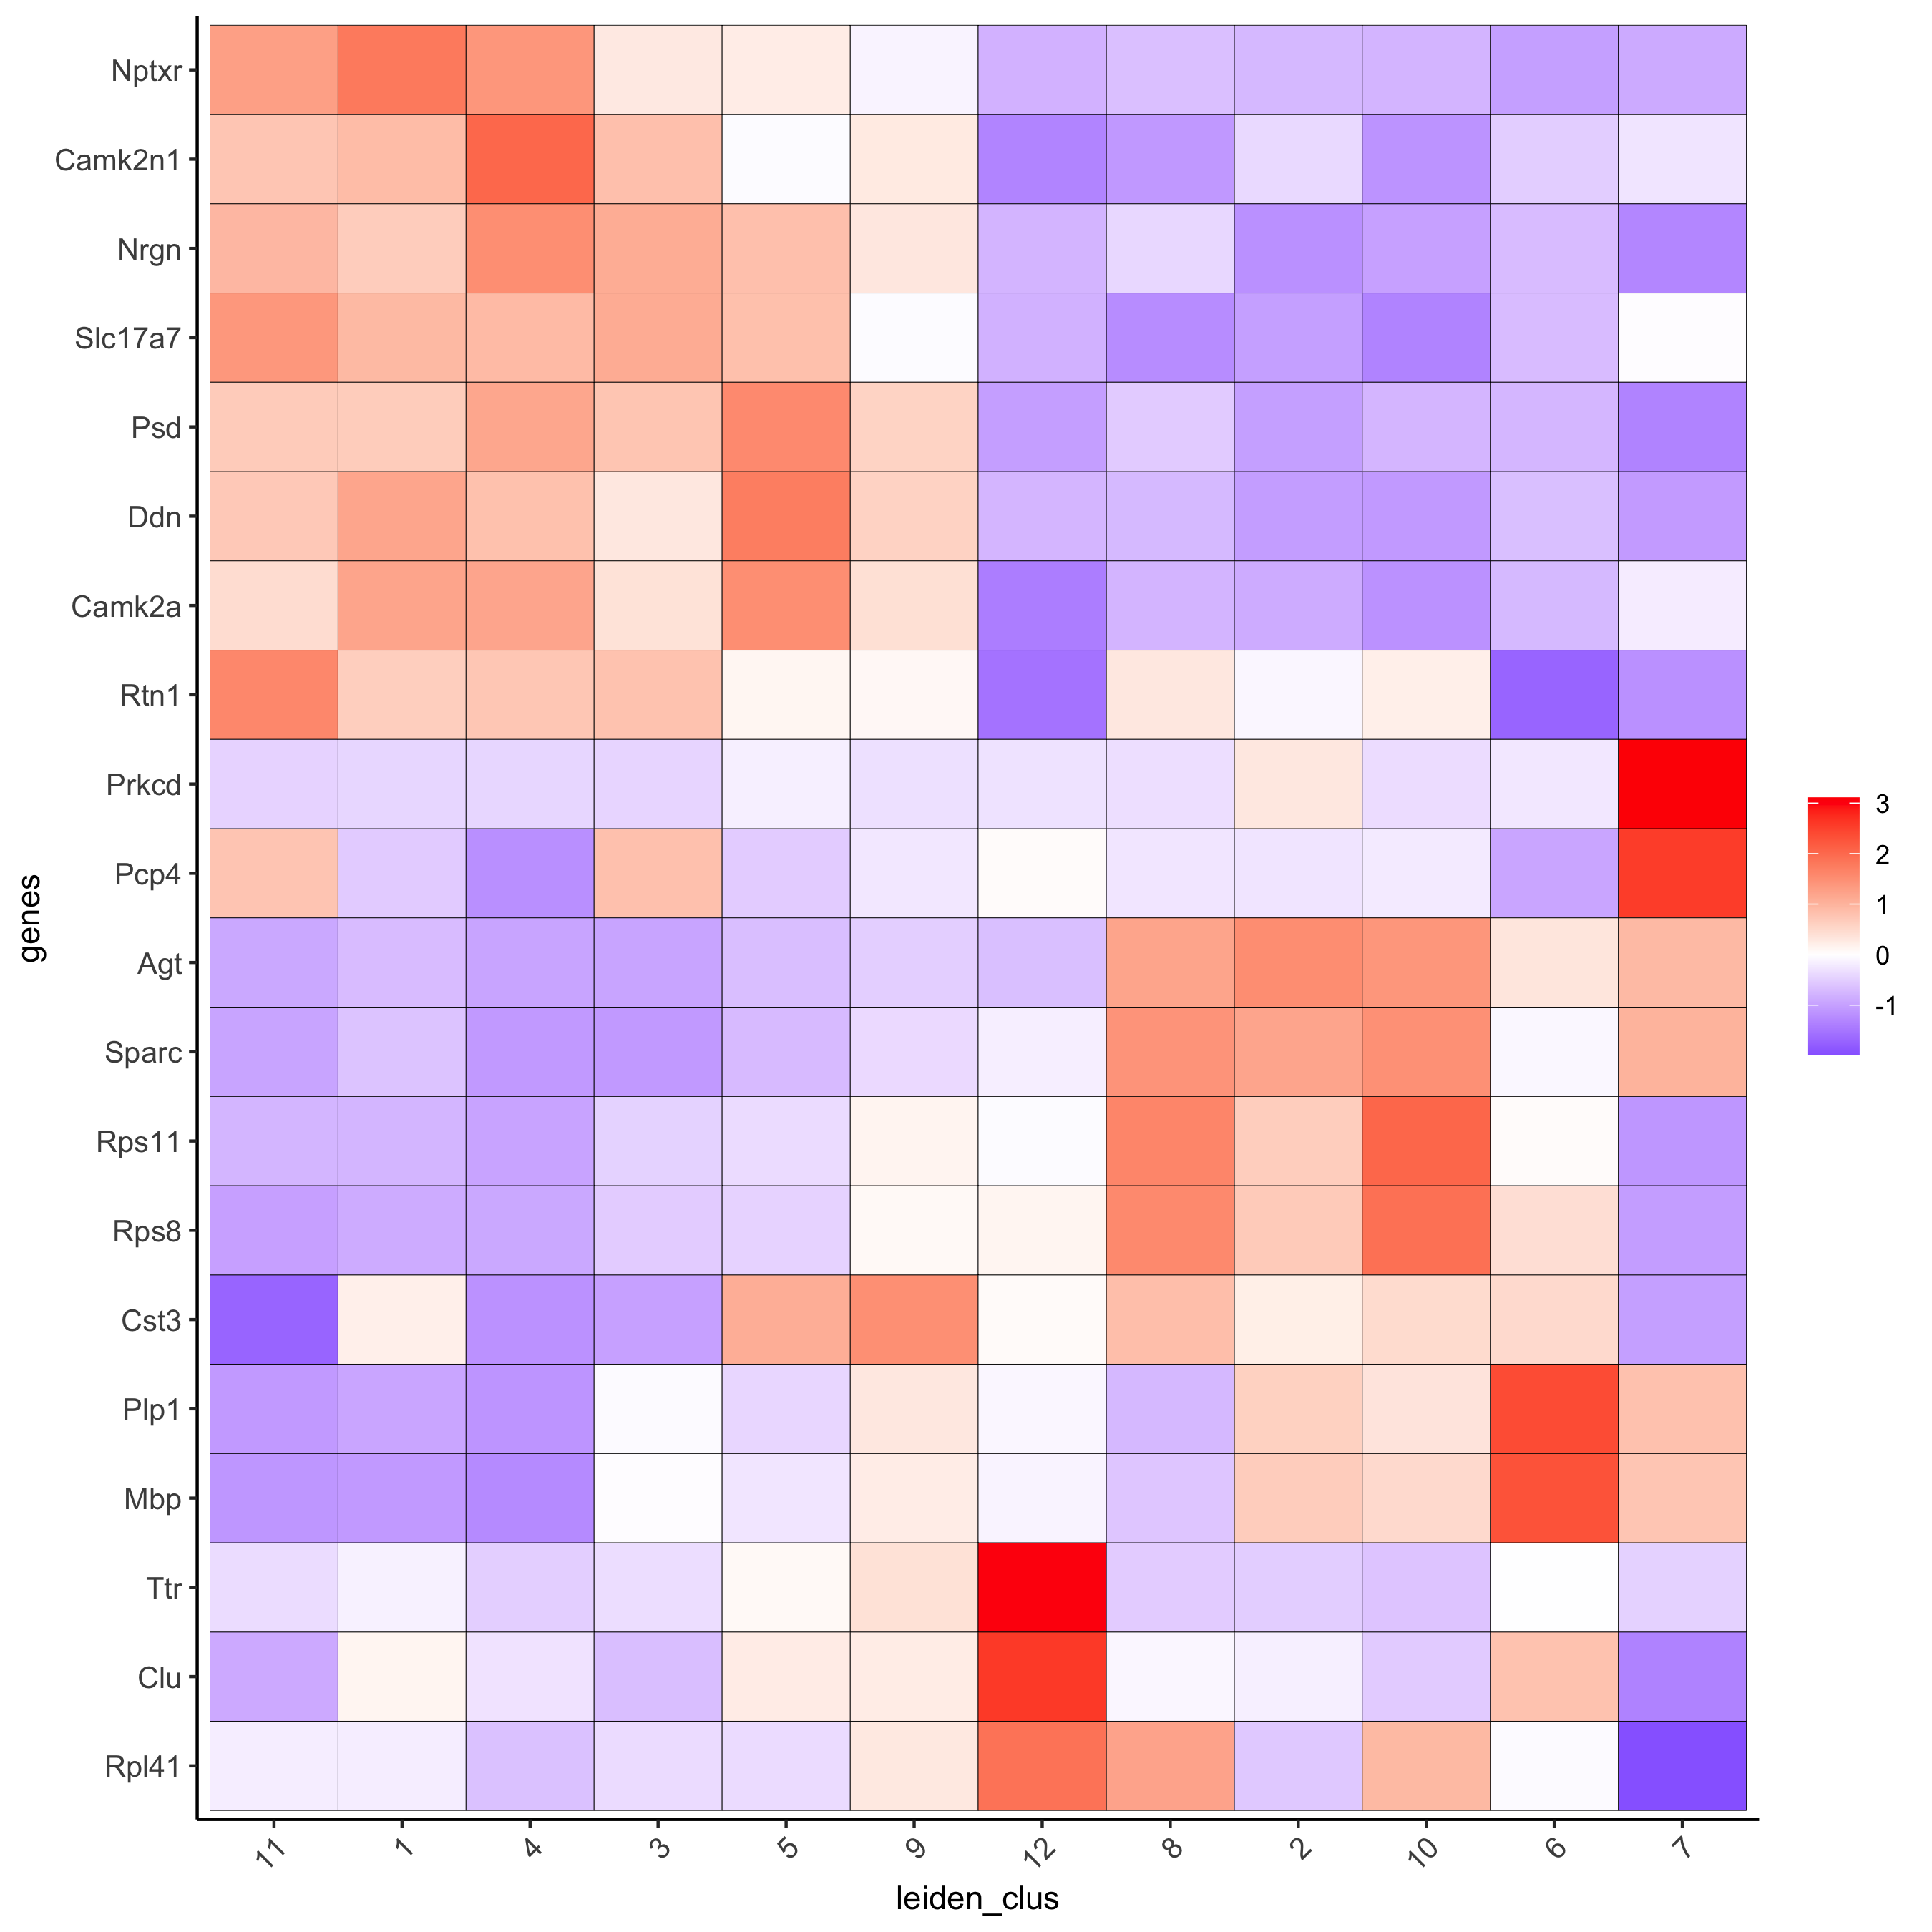 Nptxr
Camk2n1
Nrgn
Slc17a7
Psd
Ddn
Camk2a
Rtn1
Prkcd
Pcp4
Agt
Sparc
Rps11
Rps8
Cst3
Plp1
Mbp
Ttr
Clu
Rpl41
genes
11 1 4 3 5 9 12 8 2 10 6 7
leiden_clus
3
2
1
0
-1